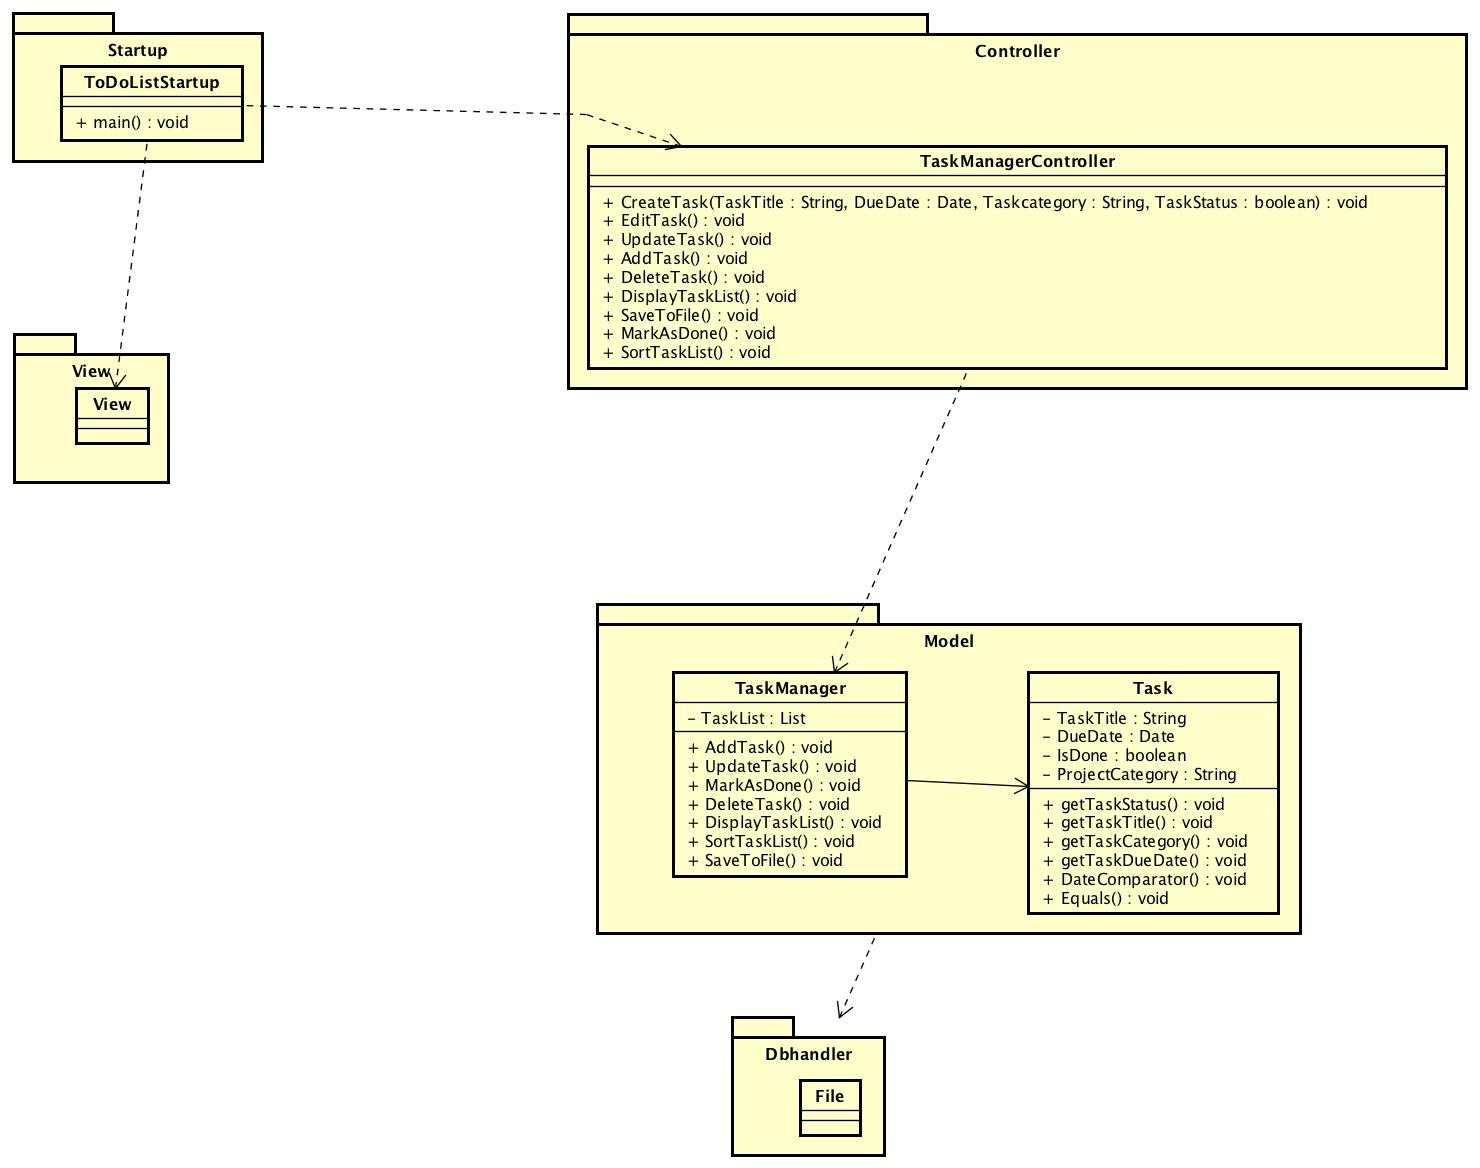 Startup
ToDoListStartup
+ main() : void
Controller
TaskManagerController
+ CreateTask(TaskTitle : String, DueDate : Date, Taskcategory : String, TaskStatus : boolean) : void
+ EditTask() : void
+ UpdateTask() : void
+ AddTask() : void
+ DeleteTask() : void
+ DisplayTaskList() : void
+ SaveToFile() : void
+ MarkAsDone() : void
+ SortTaskList() : void
View
View
Model
TaskManager
- TaskList : List
+ AddTask() : void
+ UpdateTask() : void
+ MarkAsDone() : void
+ DeleteTask() : void
+ DisplayTaskList() : void
+ SortTaskList() : void
+ SaveToFile() : void
Task
- TaskTitle : String
- DueDate : Date
- IsDone : boolean
- ProjectCategory : String
+ getTaskStatus() : void
+ getTaskTitle() : void
+ getTaskCategory() : void
+ getTaskDueDate() : void
+ DateComparator() : void
+ Equals() : void
Dbhandler
File